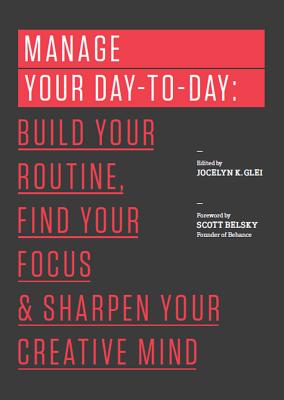 MANAGE
YOUR DAY-TO-DAY:
BUILD YOUR
ROUTINE,
FIND YOUR
FOCUS
& SHARPEN YOUR
CREATIVE MIND
—
Edited by
JOCELYN K. GLEI
—
Foreword by
SCOTT BELSKY
Founder of Behance